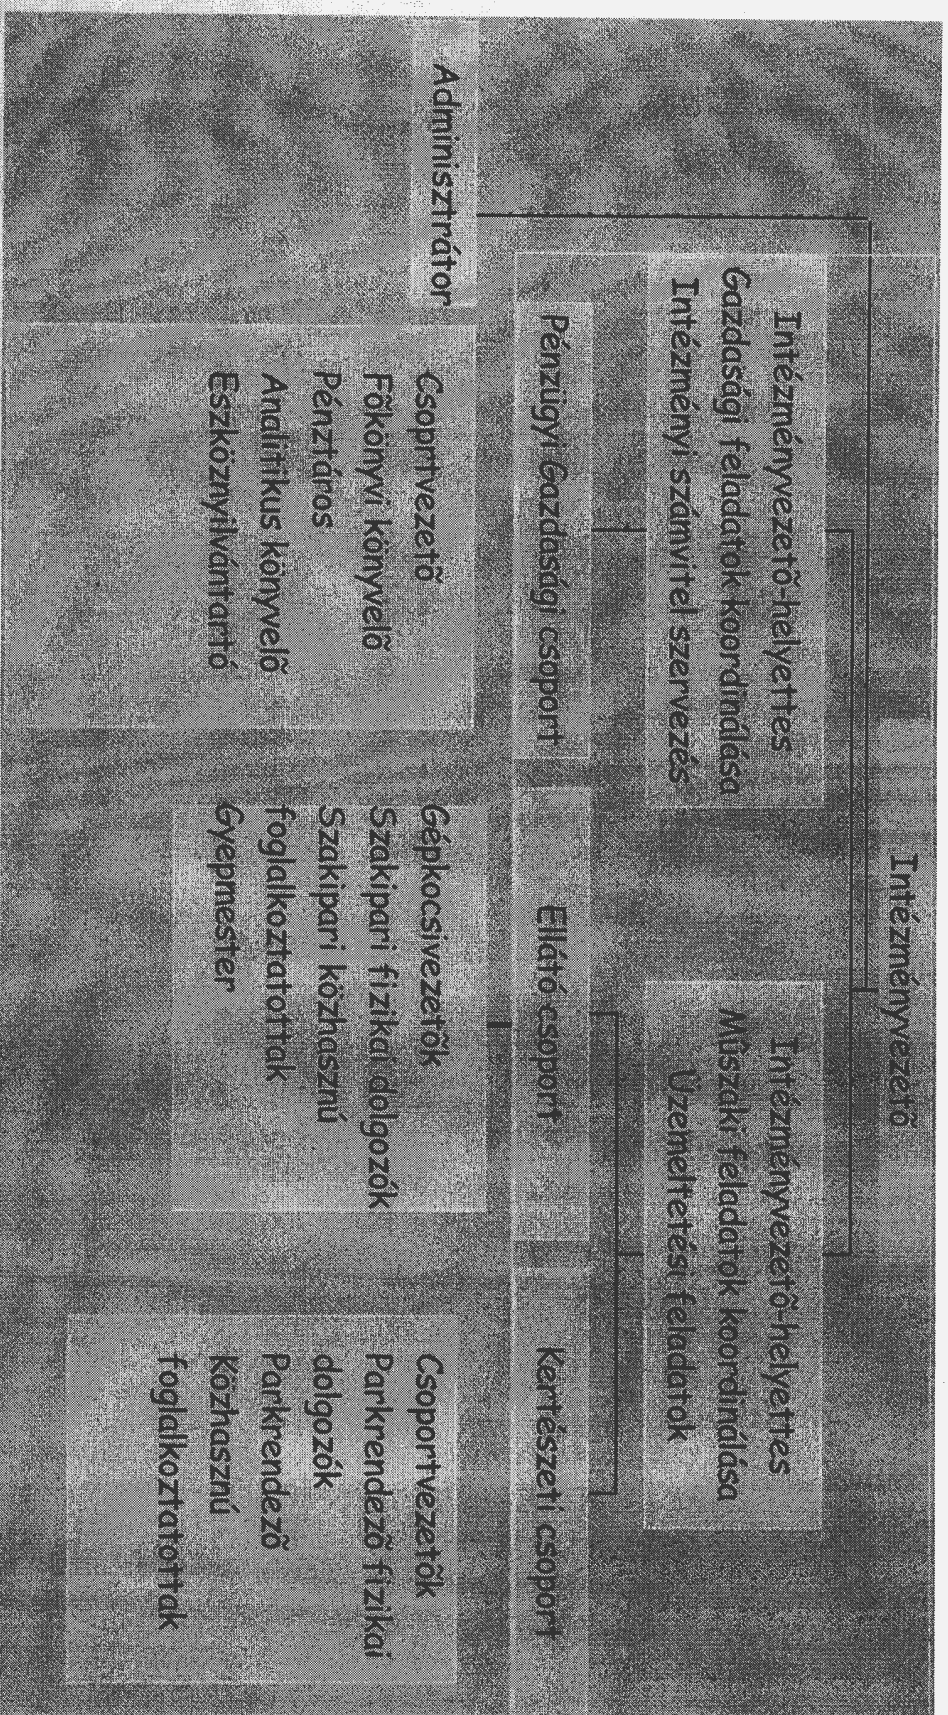 Intézményvezető
Intézményvezető-helyettes
Gazdasági feladatok koordinálása
Intézményi számvitel szervezés
Intézményvezető-helyettes
Műszaki feladatok koordinálása
Üzemeltetési feladatok
Pénzügyi Gazdasági csoport
Ellátó csoport
Kertészeti csoport
Adminisztrátor
Csoprtvezető
Főkönyvi könyvelő
Pénztáros
Analitikus könyvelő
Eszköznyilvántartó
Gépkocsivezetők
Szakipari fizikai dolgozók
Szakipari közhasznú
foglalkoztatottak
Gyepmester
Csoportvezetők
Parkrendező fizikai
dolgozók
Parkrendező
Közhasznú
foglalkoztatottak